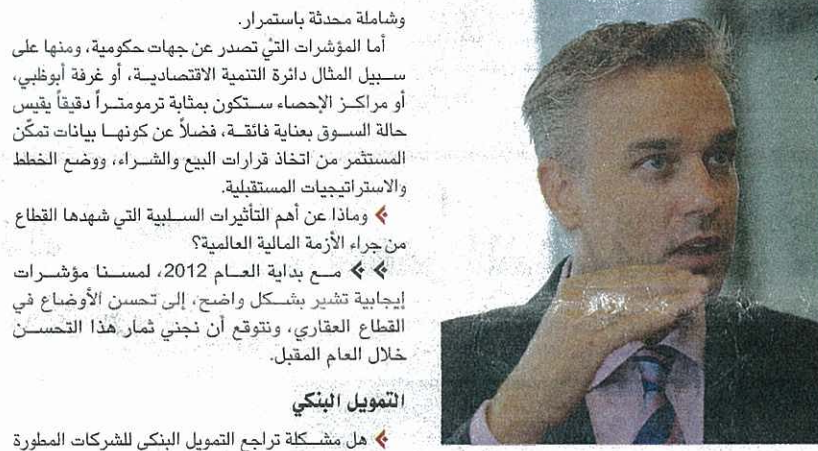 وشاملة محدثة باستمرار.
أما المؤشرات التي تصدر عن جهات حكومية، ومنها على
سبيل المثال دائرة التنمية الاقتصادية، أو غرفة أبوظبي،
أو مراكز الإحصاء ستكون بمثابة ترمومتراً دقيقاً يقيس
حالة السوق بعناية فائقة، فضلاً عن كونها بيانات تمكّن
المستثمر من اتخاذ قرارات البيع والشراء، ووضع الخطط
والاستراتيجيات المستقبلية.
وماذا عن أهم التأثيرات السلبية التي شهدها القطاع
من جراء الأزمة المالية العالمية؟
مع بداية العام 2012، لمسنا مؤشرات
إيجابية تشير بشكل واضح، إلى تحسن الأوضاع في
القطاع العقاري، ونتوقع أن نجني ثمار هذا التحسن
خلال العام المقبل.
التمويل البنكي
هل مشكلة تراجع التمويل البنكي للشركات المطورة